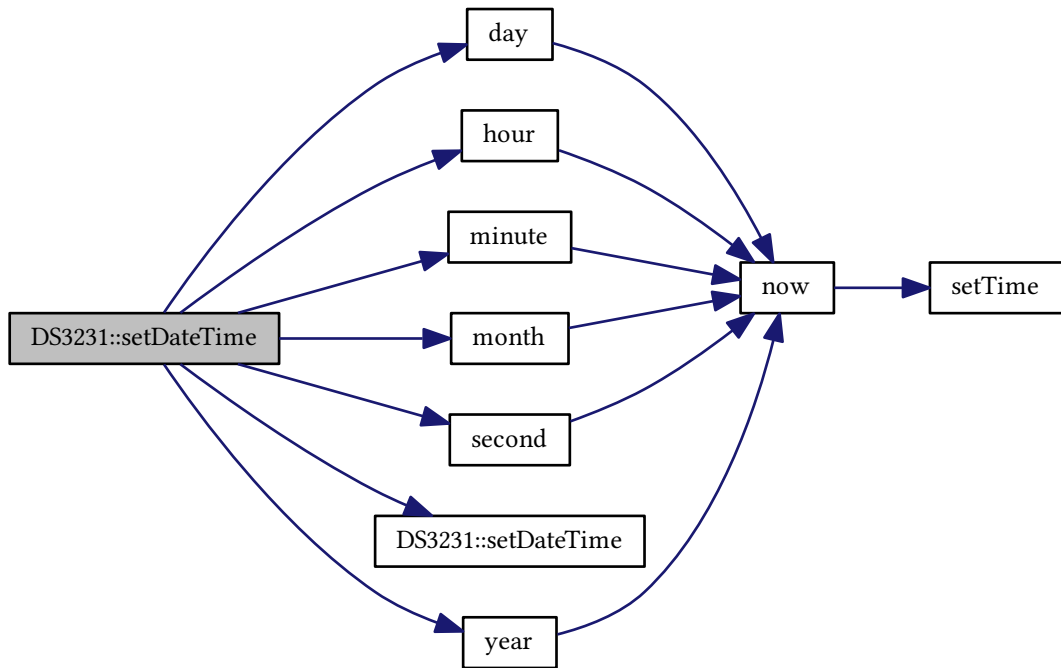 day
hour
minute
now
setTime
DS3231::setDateTime
month
second
DS3231::setDateTime
year